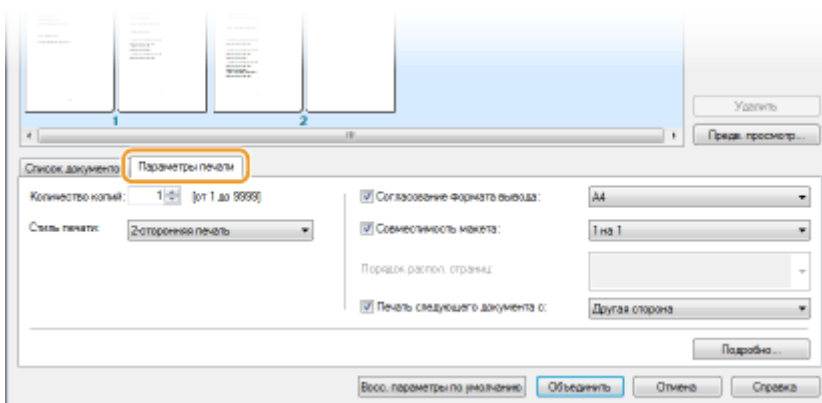 1
2
Удалить
Предв. просмотр...
Список документо
Параметры печати
Количество копий: 1 [от 1 до 9999]
Согласование формата вывода: A4
Стиль печати: 2-сторонняя печать
Совместимость макета: 1 на 1
Порядок распол. страниц:
Печать следующего документа с: Другая сторона
Подробно...
Восс. параметры по умолчанию
Объединить
Отмена
Справка